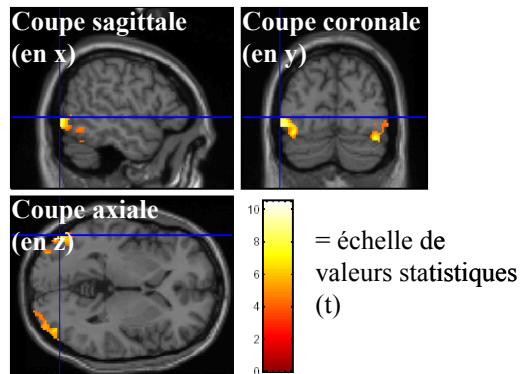 Coupe sagittale
(en x)
Coupe coronale
(en y)
Coupe axiale
(en z)
10
8
6
4
2
0
= échelle de
valeurs statistiques
(t)